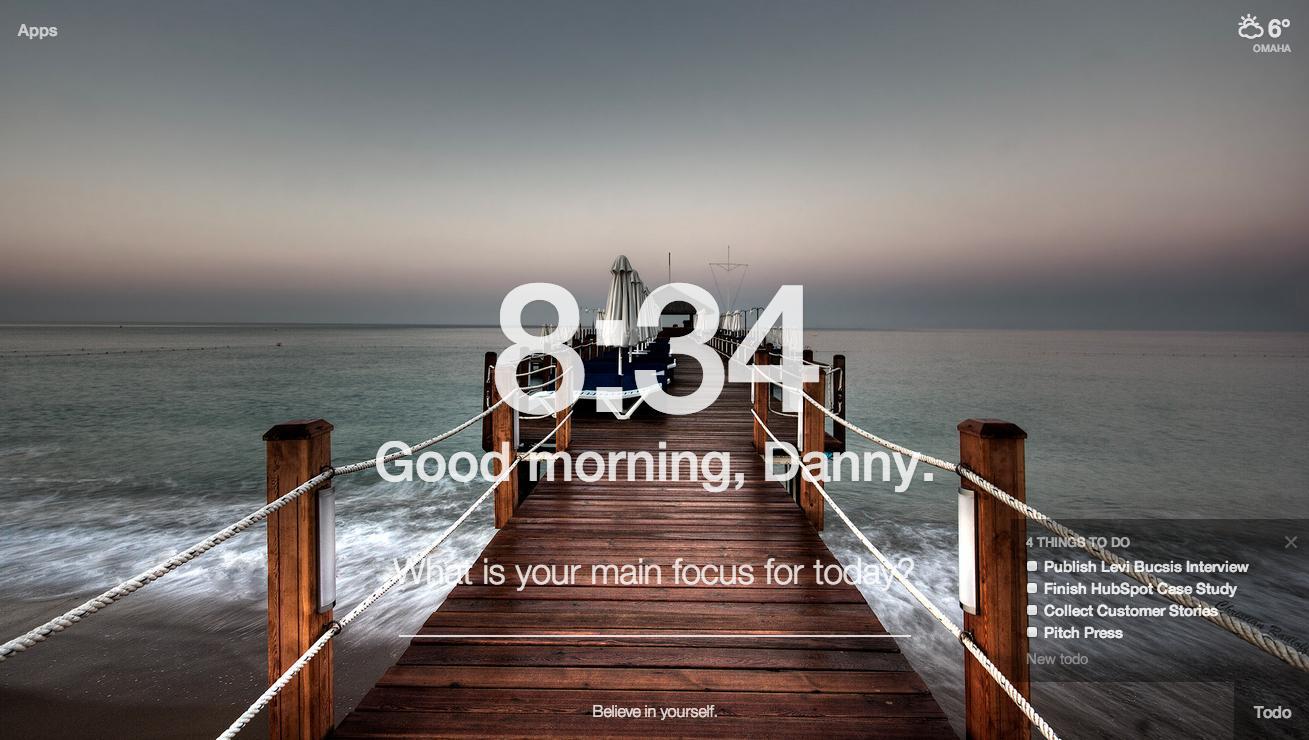 Apps
6°
OMAHA
8:34
Good morning, Danny.
What is your main focus for today?
4 THINGS TO DO
Publish Levi Bucsis Interview
Finish HubSpot Case Study
Collect Customer Stories
Pitch Press
New todo
Believe in yourself.
Todo